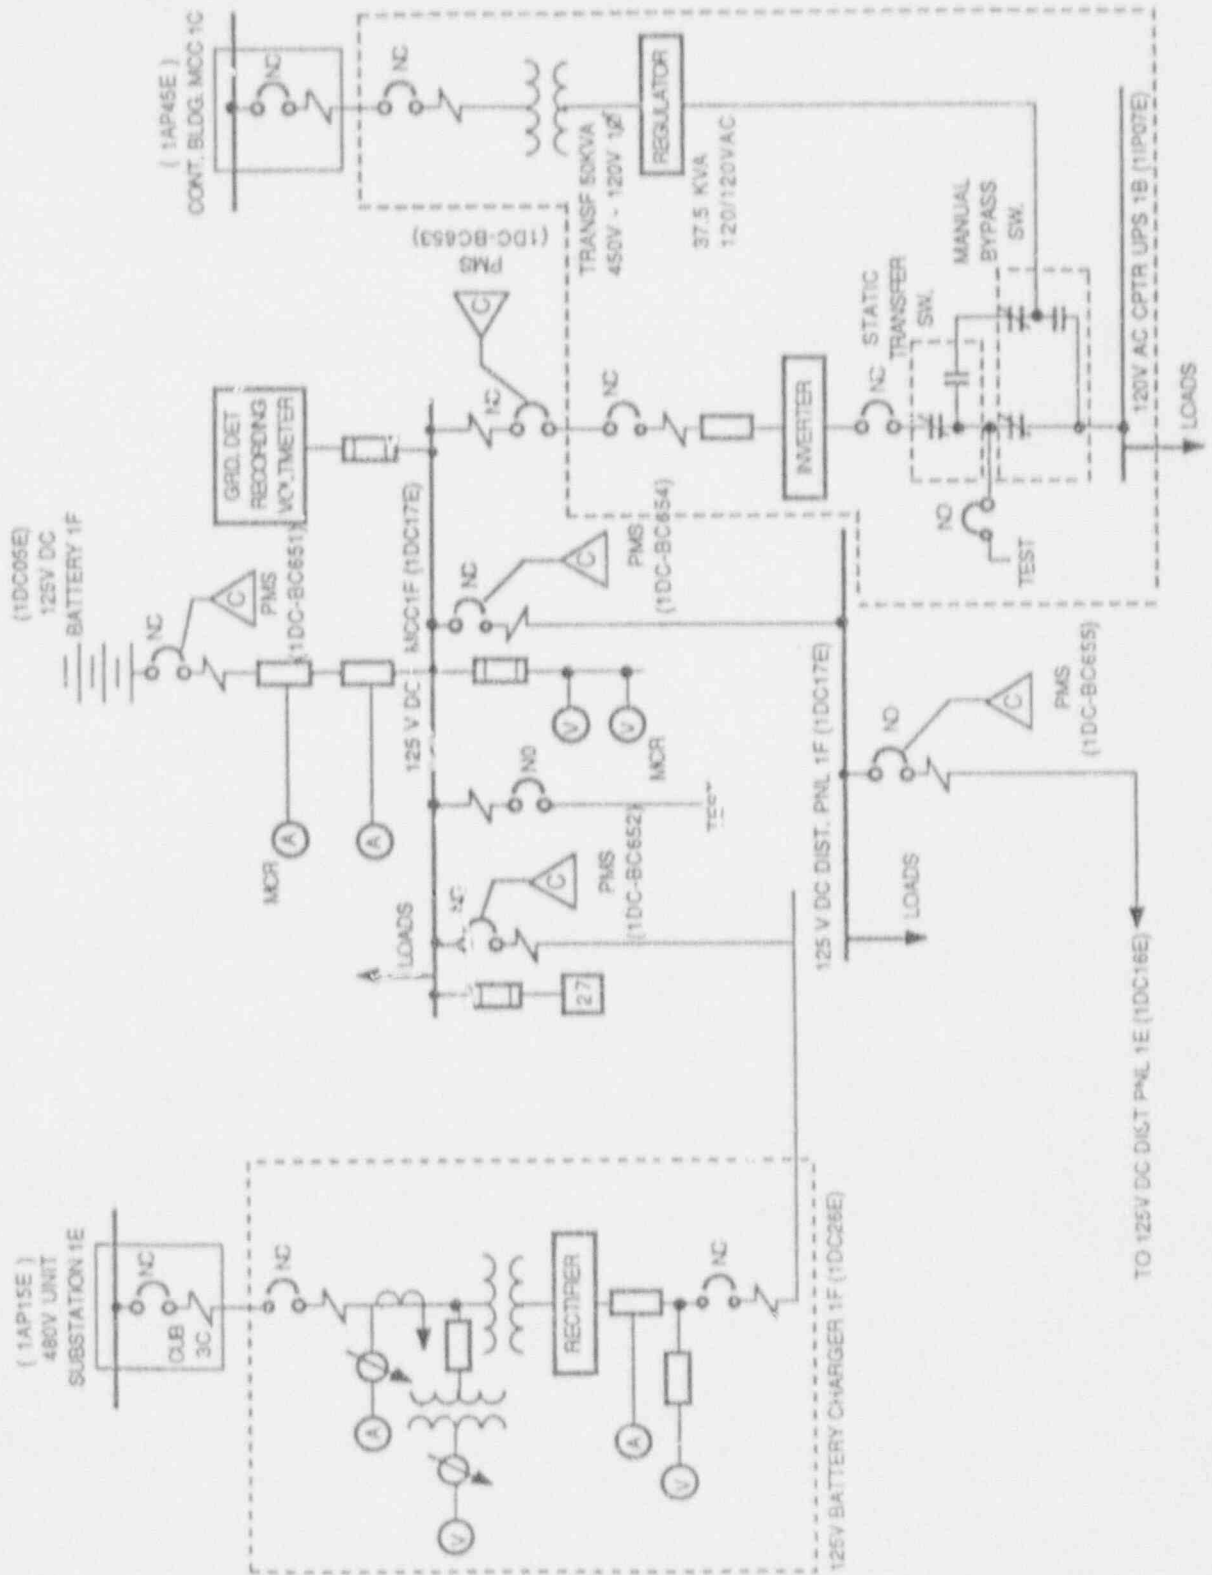 (1AP15E)
480V UNIT
SUBSTATION 1E
NC
CUB
3C
NC
A
V
RECTIFIER
A
V
NC
125V BATTERY CHARGER 1F (1DC26E)
(1DC05E)
125V DC
BATTERY 1F
NC
C
PMS
(1DC-BC651)
MCR
A
A
GRD. DET
RECORDING
VOLTMETER
125 V DC MCC1F (1DC17E)
LOADS
27
NC
C
PMS
(1DC-BC652)
NO
TEST
V
V
MCR
NC
C
PMS
(1DC-BC654)
NC
C
PMS
(1DC-BC653)
125 V DC DIST. PNL 1F (1DC17E)
LOADS
NO
C
PMS
(1DC-BC655)
TO 125V DC DIST PNL 1E (1DC16E)
(1AP45E)
CONT. BLDG. MCC 1C
NC
NC
TRANSF 50KVA
450V - 120V 1Ø
REGULATOR
37.5 KVA
120/120VAC
NC
INVERTER
NC
STATIC
TRANSFER
SW.
MANUAL
BYPASS
SW.
NO
TEST
120V AC CPTR UPS 1B (1IP07E)
LOADS